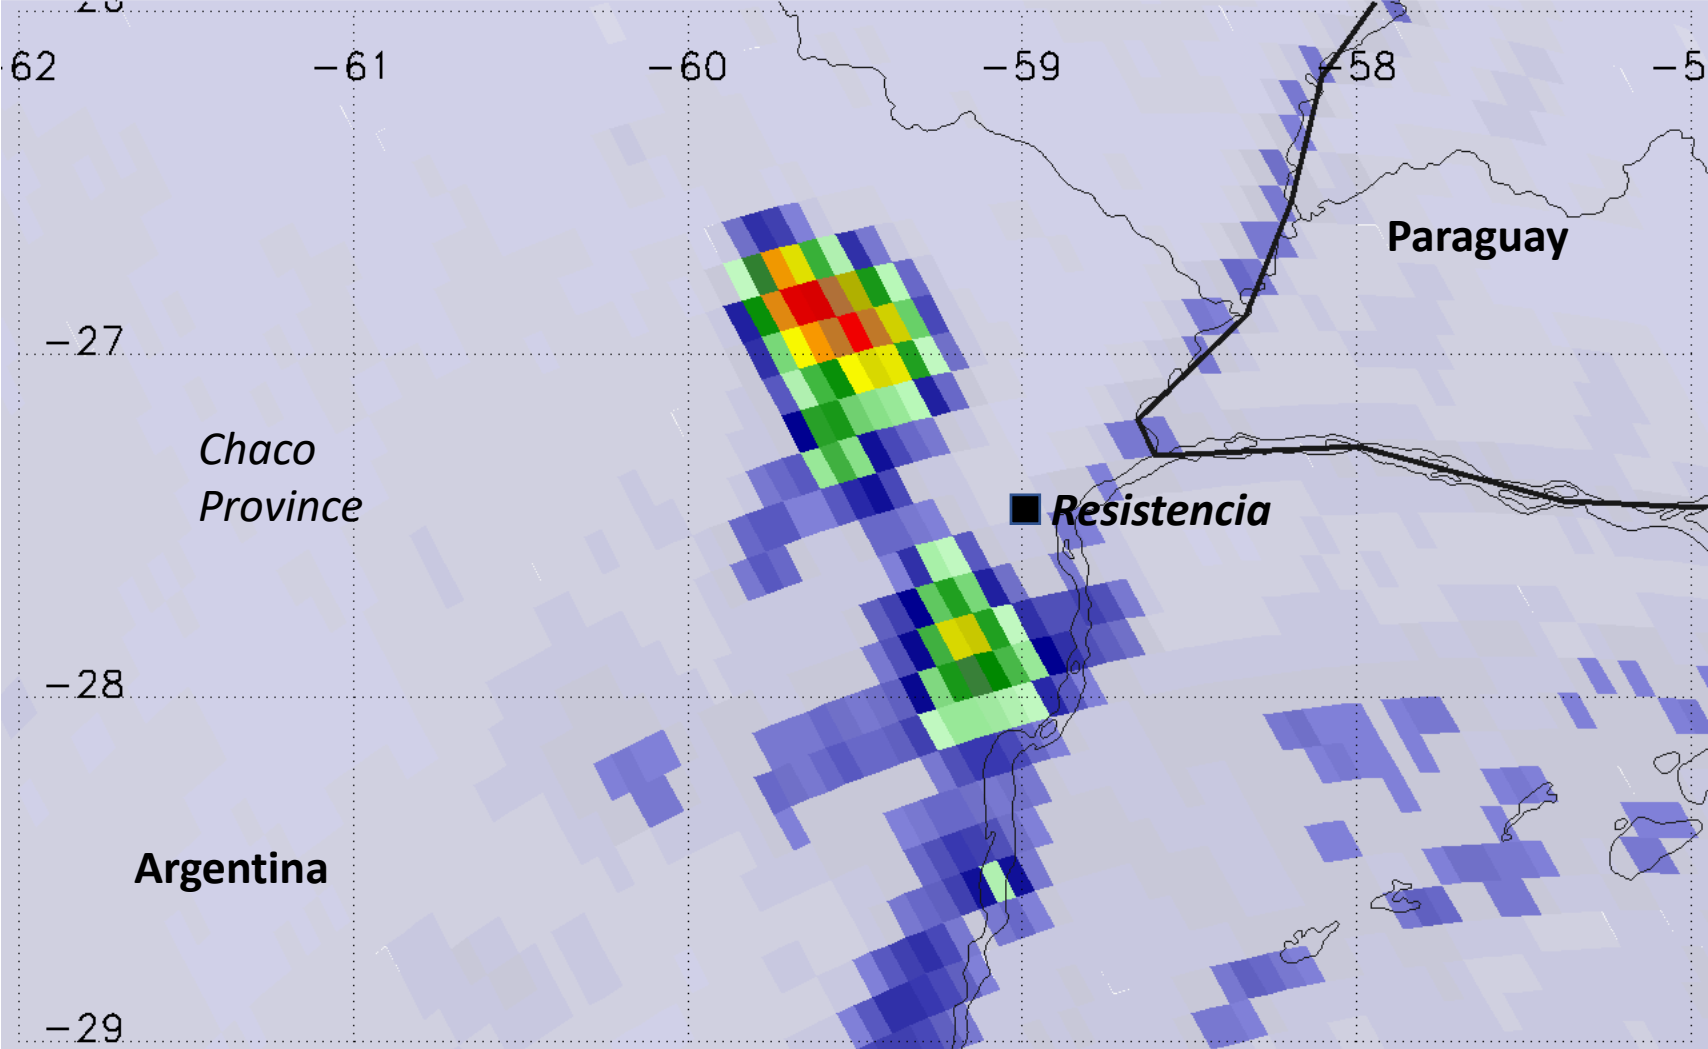 -62 -61 -60 -59 -58
Paraguay
-27
Chaco
Province
Resistencia
-28
Argentina
-29